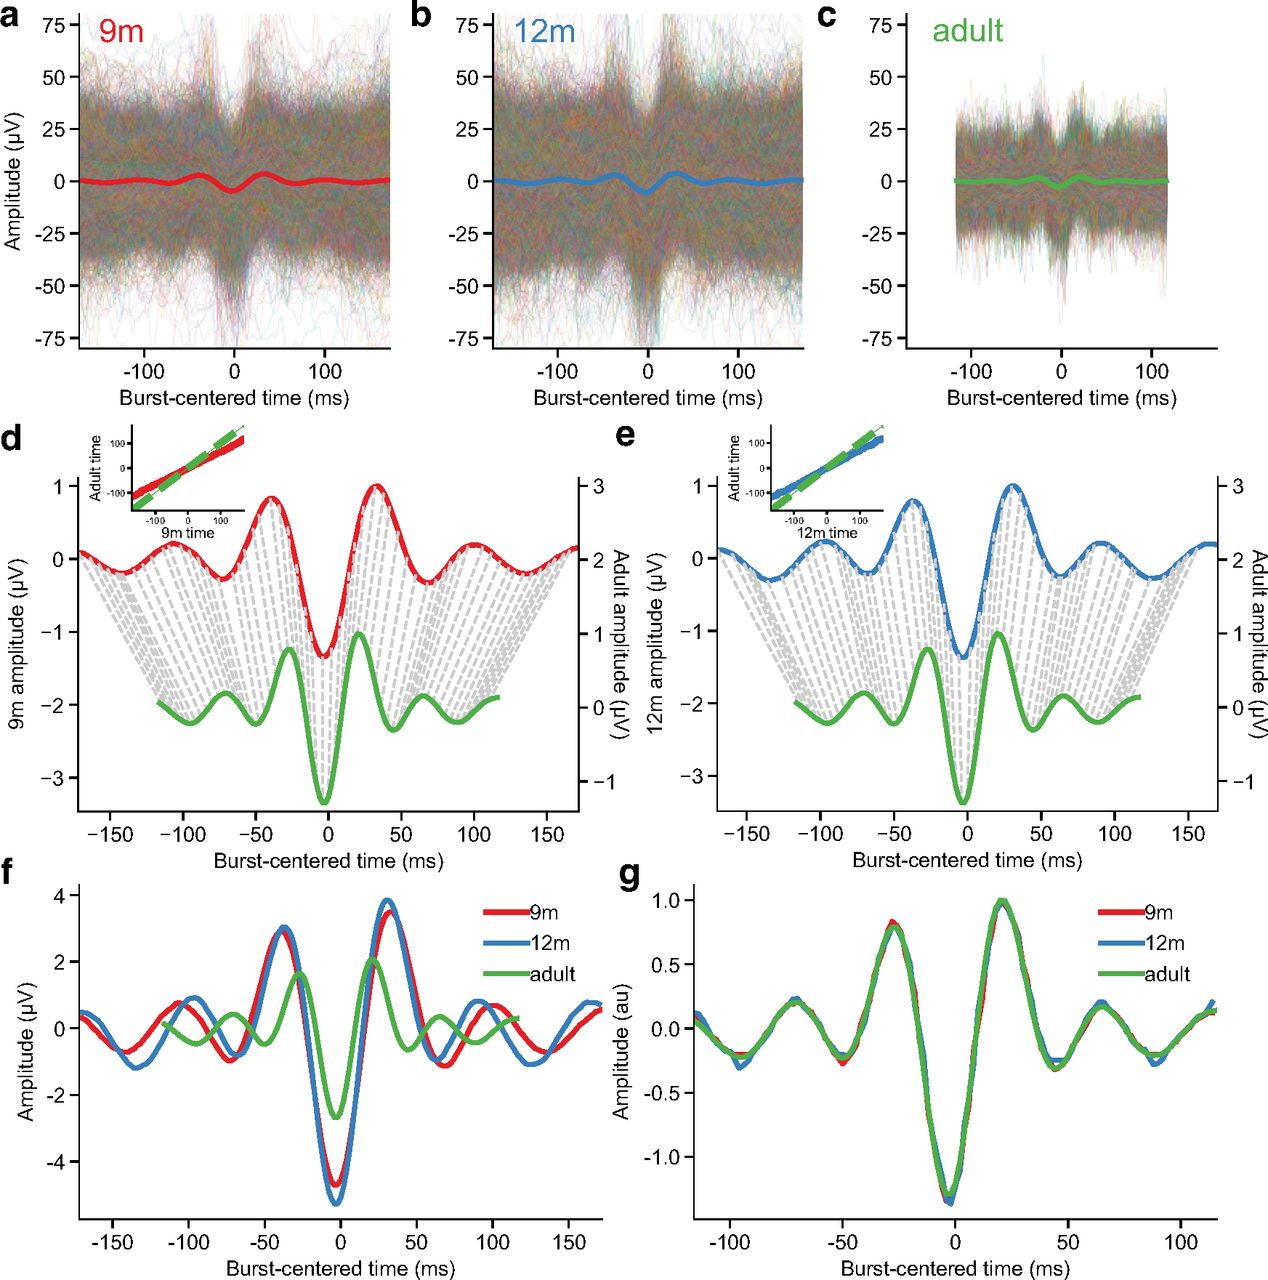 a
9m
75
50
25
0
-25
-50
-75
Amplitude (µV)
-100 0 100
Burst-centered time (ms)
b
12m
75
50
25
0
-25
-50
-75
-100 0 100
Burst-centered time (ms)
c
adult
75
50
25
0
-25
-50
-75
-100 0 100
Burst-centered time (ms)
d
Adult time
100
0
-100
-100 0 100
9m time
1
0
−1
−2
−3
9m amplitude (µV)
3
2
1
0
−1
Adult amplitude (µV)
−150 −100 −50 0 50 100 150
Burst-centered time (ms)
e
Adult time
100
0
-100
-100 0 100
12m time
1
0
−1
−2
−3
12m amplitude (µV)
3
2
1
0
−1
Adult amplitude (µV)
−150 −100 −50 0 50 100 150
Burst-centered time (ms)
f
4
2
0
-2
-4
Amplitude (µV)
9m
12m
adult
-150 -100 -50 0 50 100 150
Burst-centered time (ms)
g
1.0
0.5
0.0
-0.5
-1.0
Amplitude (au)
9m
12m
adult
-100 -50 0 50 100
Burst-centered time (ms)